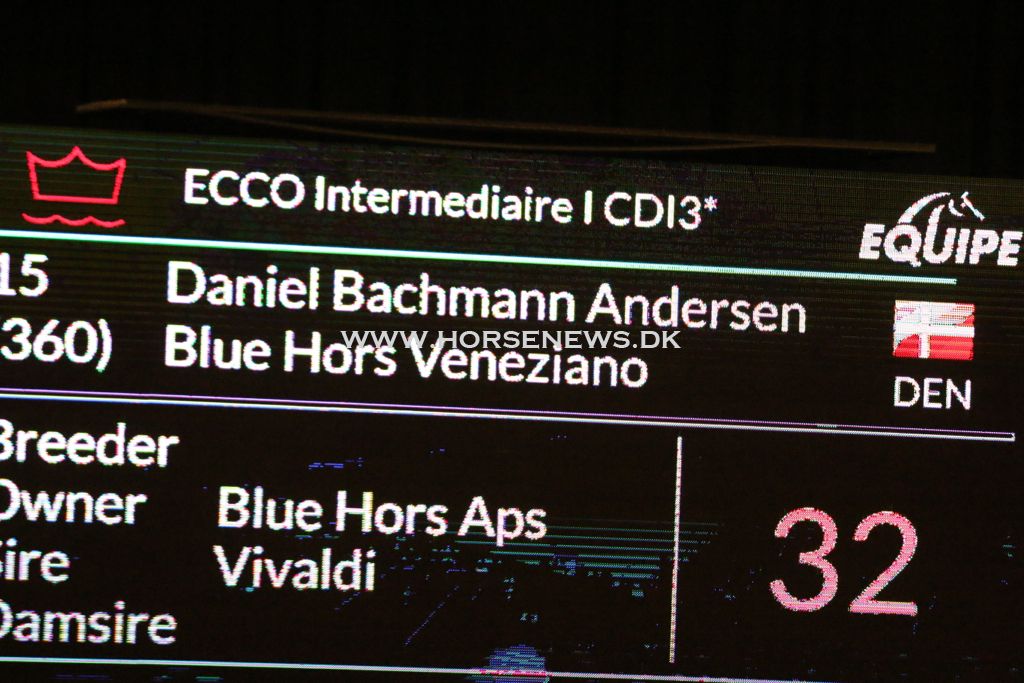 ECCO Intermediaire I CDI3*
EQUIPE
15 Daniel Bachmann Andersen
(360) Blue Hors Veneziano
DEN
WWW.HORSENEWS.DK
Breeder
Owner Blue Hors Aps
Sire Vivaldi
Damsire
32